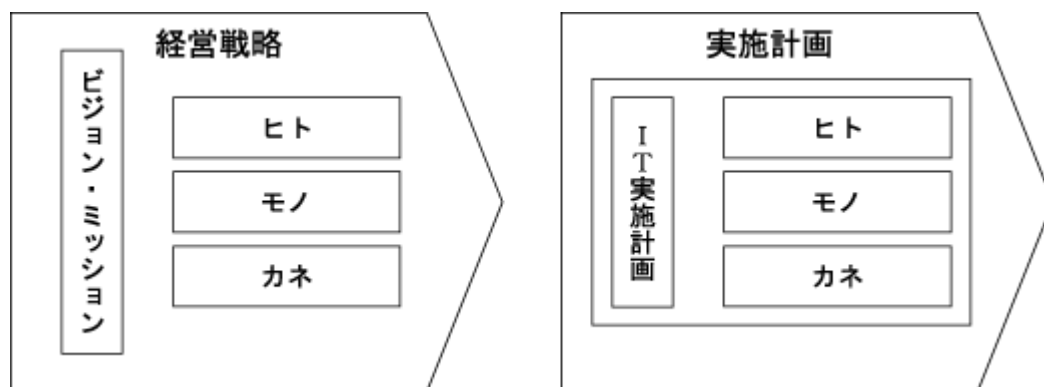 経営戦略
ビジョン・ミッション
ヒト
モノ
カネ
実施計画
IT実施計画
ヒト
モノ
カネ